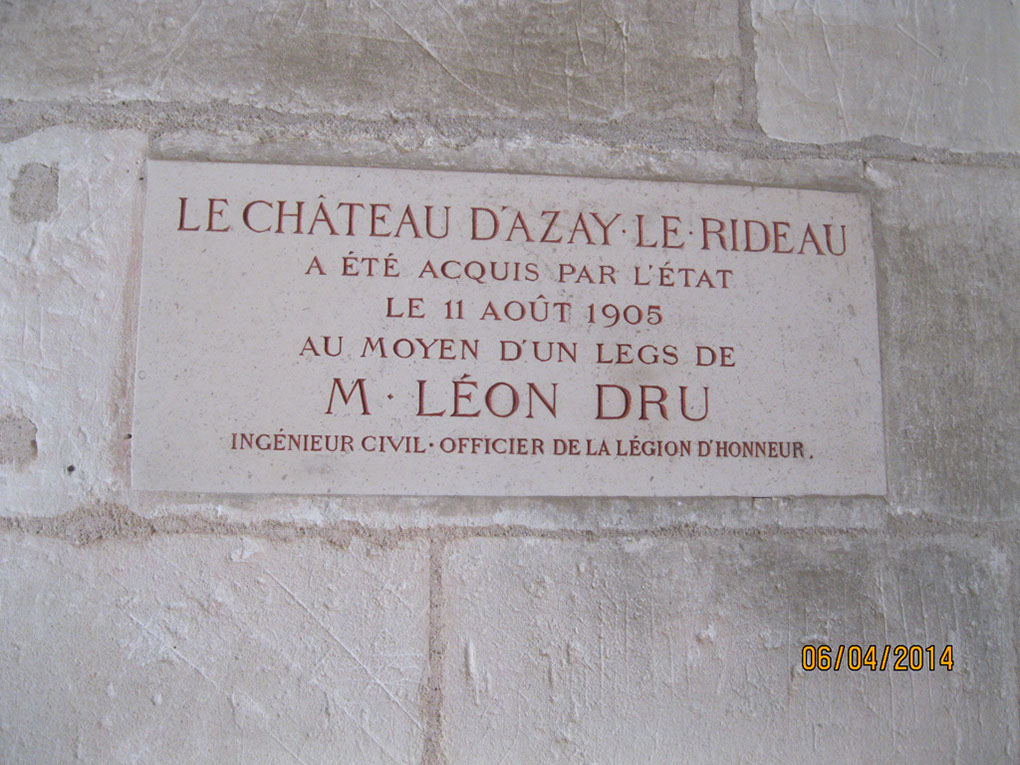 LE CHÂTEAU D'AZAY·LE·RIDEAU
A ÉTÉ ACQUIS PAR L'ÉTAT
LE 11 AOÛT 1905
AU MOYEN D'UN LEGS DE
M· LÉON DRU
INGÉNIEUR CIVIL·OFFICIER DE LA LÉGION D'HONNEUR.
06/04/2014